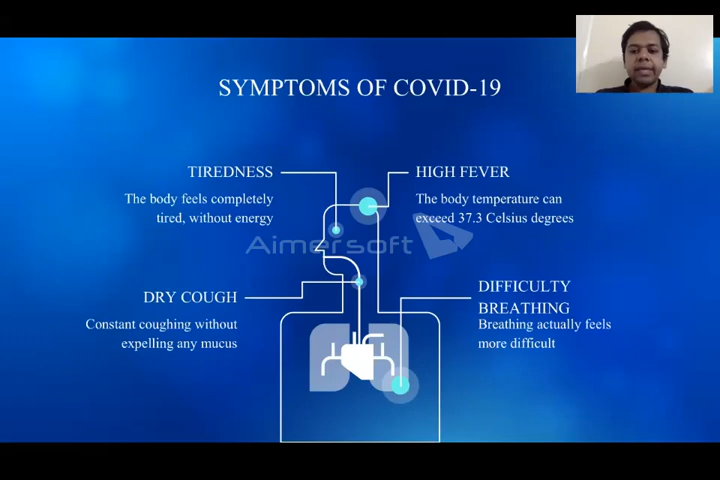 SYMPTOMS OF COVID-19
TIREDNESS
The body feels completely
tired, without energy
HIGH FEVER
The body temperature can
exceed 37.3 Celsius degrees
Aimersoft
DRY COUGH
Constant coughing without
expelling any mucus
DIFFICULTY
BREATHING
Breathing actually feels
more difficult